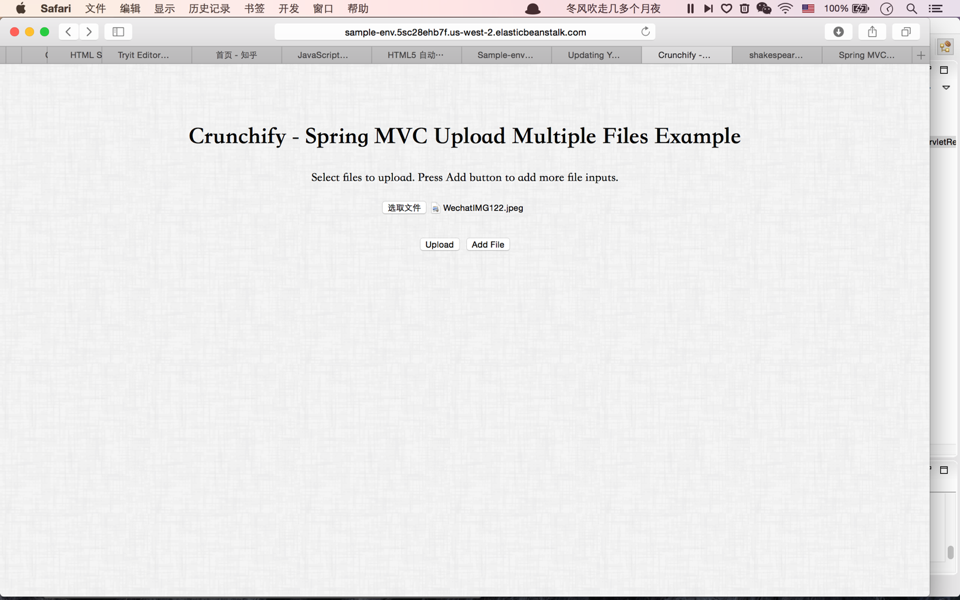 Safari 文件 编辑 显示 历史记录 书签 开发 窗口 帮助 冬风吹走几多个月夜 100%
sample-env.5sc28ehb7f.us-west-2.elasticbeanstalk.com
HTML S Tryit Editor... 首页 - 知乎 JavaScript... HTML5 自动... Sample-env... Updating Y... Crunchify -... shakespear... Spring MVC... +
rvletRe
Crunchify - Spring MVC Upload Multiple Files Example
Select files to upload. Press Add button to add more file inputs.
选取文件 WechatIMG122.jpeg
Upload Add File